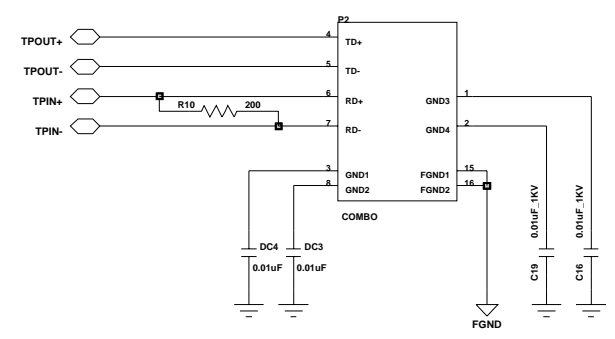 P2
TPOUT+ 4 TD+
TPOUT- 5 TD-
TPIN+ 6 RD+ GND3 1
R10 200
TPIN- 7 RD- GND4 2
3 GND1 FGND1 15
8 GND2 FGND2 16
COMBO
0.01uF_1KV
0.01uF_1KV
DC4 DC3
0.01uF 0.01uF
C19 C16
FGND